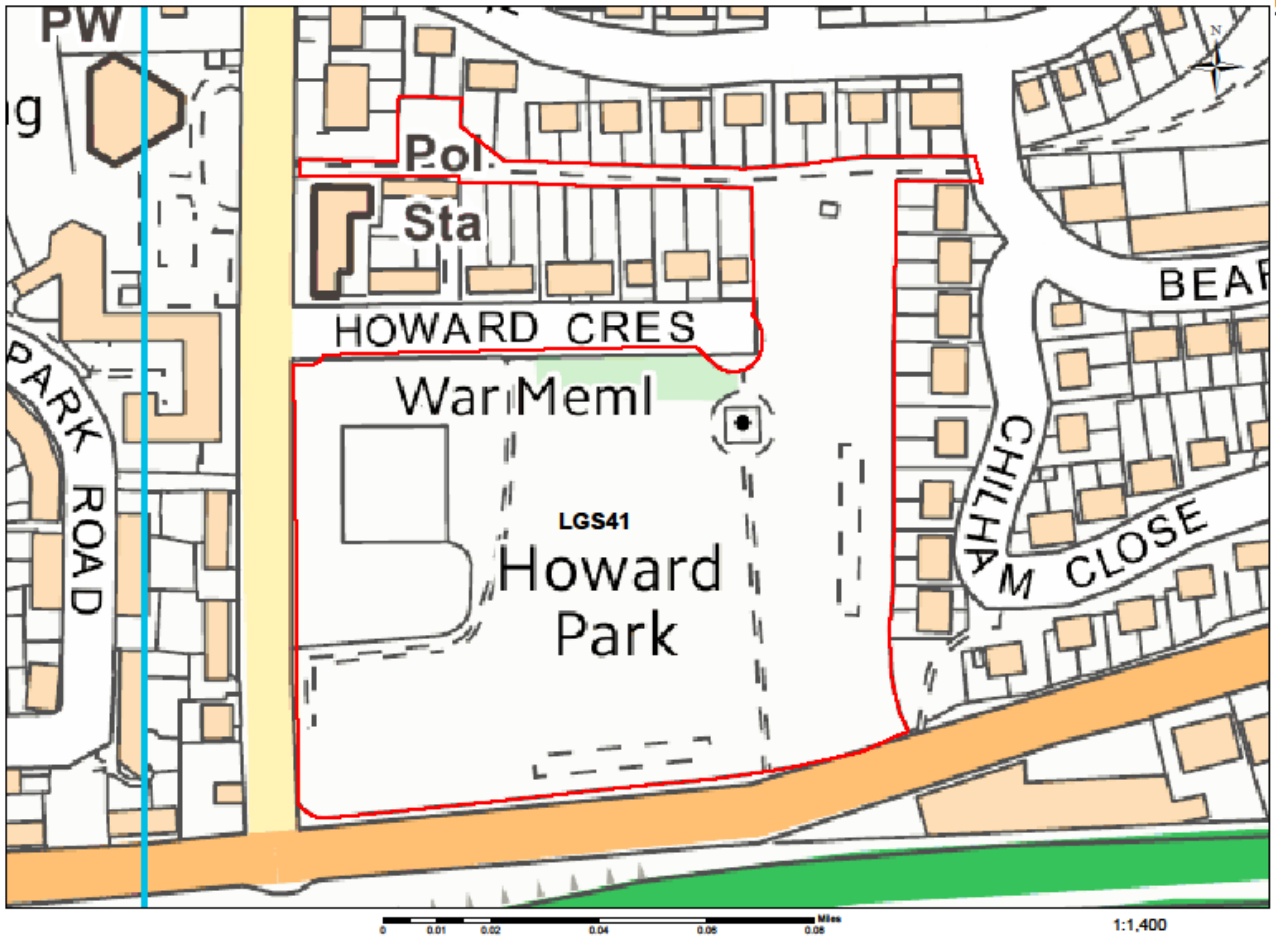 PW
N
g
Pol
Sta
HOWARD CRES
BEAR
War Meml
PARK ROAD
LGS41
Howard
Park
CHILHAM CLOSE
Miles
0 0.01 0.02 0.04 0.06 0.08
1:1,400